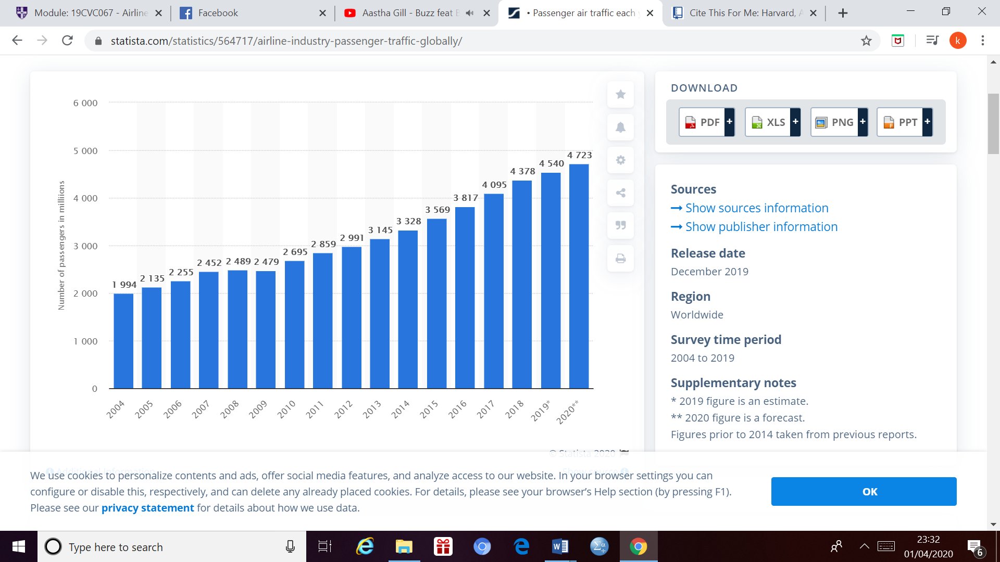 Module: 19CVC067 - Airline
Facebook
Aastha Gill - Buzz feat B
• Passenger air traffic each y
Cite This For Me: Harvard, A
statista.com/statistics/564717/airline-industry-passenger-traffic-globally/
k
6 000
5 000
4 000
3 000
2 000
1 000
0
Number of passengers in milliions
1 994
2 135
2 255
2 452
2 489
2 479
2 695
2 859
2 991
3 145
3 328
3 569
3 817
4 095
4 378
4 540
4 723
2004
2005
2006
2007
2008
2009
2010
2011
2012
2013
2014
2015
2016
2017
2018
2019*
2020**
© Statista 2020
Additional Information
Show source
DOWNLOAD
PDF +
XLS +
PNG +
PPT +
Sources
Show sources information
Show publisher information
Release date
December 2019
Region
Worldwide
Survey time period
2004 to 2019
Supplementary notes
* 2019 figure is an estimate.
** 2020 figure is a forecast.
Figures prior to 2014 taken from previous reports.
We use cookies to personalize contents and ads, offer social media features, and analyze access to our website. In your browser settings you can
configure or disable this, respectively, and can delete any already placed cookies. For details, please see your browser’s Help section (by pressing F1).
Please see our privacy statement for details about how we use data.
OK
Type here to search
23:32
01/04/2020
6